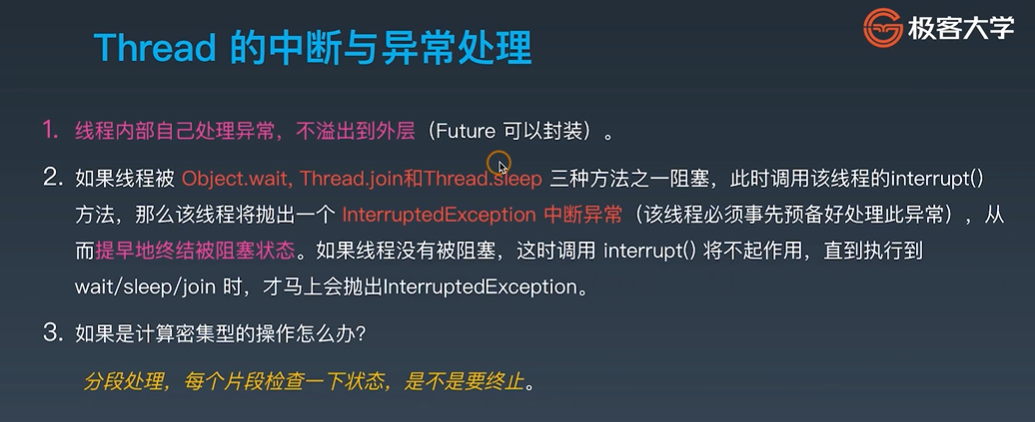 极客大学
Thread 的中断与异常处理
1. 线程内部自己处理异常，不溢出到外层（Future 可以封装）。
2. 如果线程被 Object.wait, Thread.join和Thread.sleep 三种方法之一阻塞，此时调用该线程的interrupt()
方法，那么该线程将抛出一个 InterruptedException 中断异常（该线程必须事先预备好处理此异常），从
而提早地终结被阻塞状态。如果线程没有被阻塞，这时调用 interrupt() 将不起作用，直到执行到
wait/sleep/join 时，才马上会抛出InterruptedException。
3. 如果是计算密集型的操作怎么办?
分段处理，每个片段检查一下状态，是不是要终止。